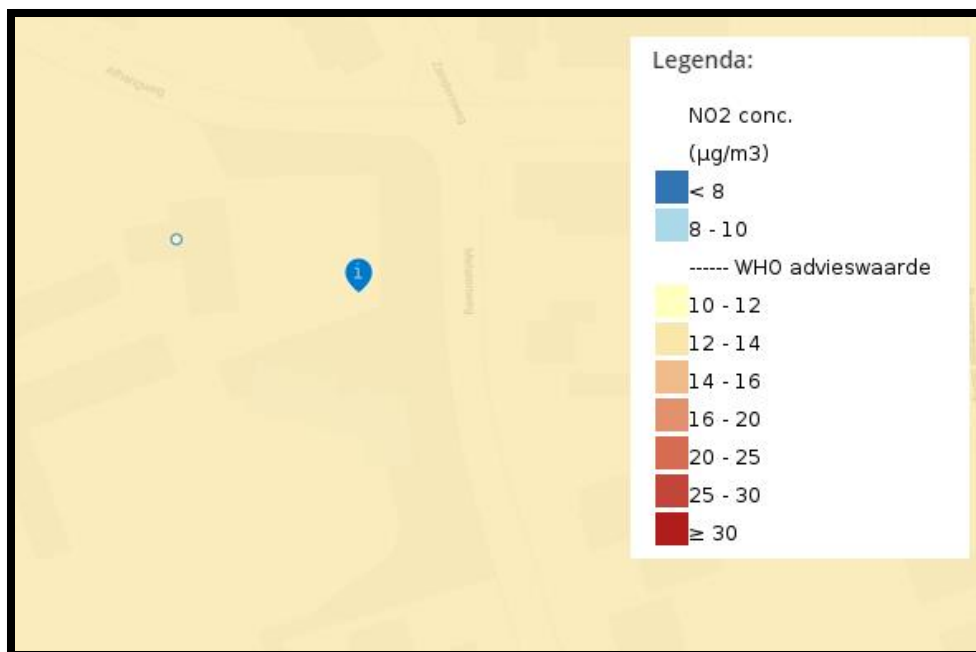 Legenda:
NO2 conc.
(µg/m3)
< 8
8 - 10
------ WHO advieswaarde
10 - 12
12 - 14
14 - 16
16 - 20
20 - 25
25 - 30
≥ 30
i